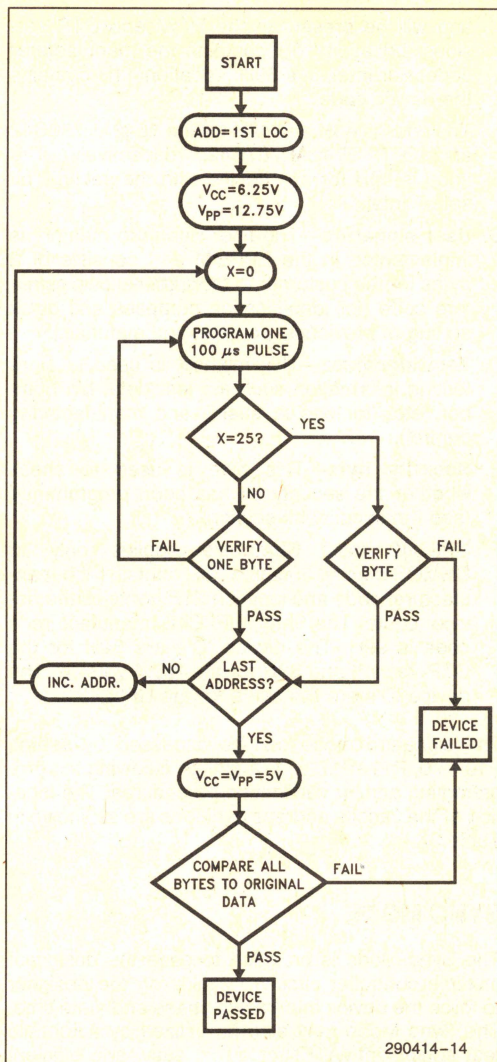 START
ADD=1ST LOC
VCC=6.25V
VPP=12.75V
X=0
PROGRAM ONE
100 µs PULSE
X=25?
YES
NO
FAIL
VERIFY
ONE BYTE
VERIFY
BYTE
FAIL
PASS
PASS
INC. ADDR.
NO
LAST
ADDRESS?
YES
DEVICE
FAILED
VCC=VPP=5V
COMPARE ALL
BYTES TO ORIGINAL
DATA
FAIL
PASS
DEVICE
PASSED
290414-14